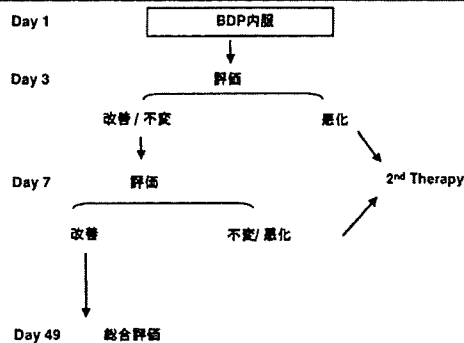 Day 1 BDP内服
Day 3 評価
改善 / 不変 悪化
Day 7 評価 2nd Therapy
改善 不変/ 悪化
Day 49 総合評価